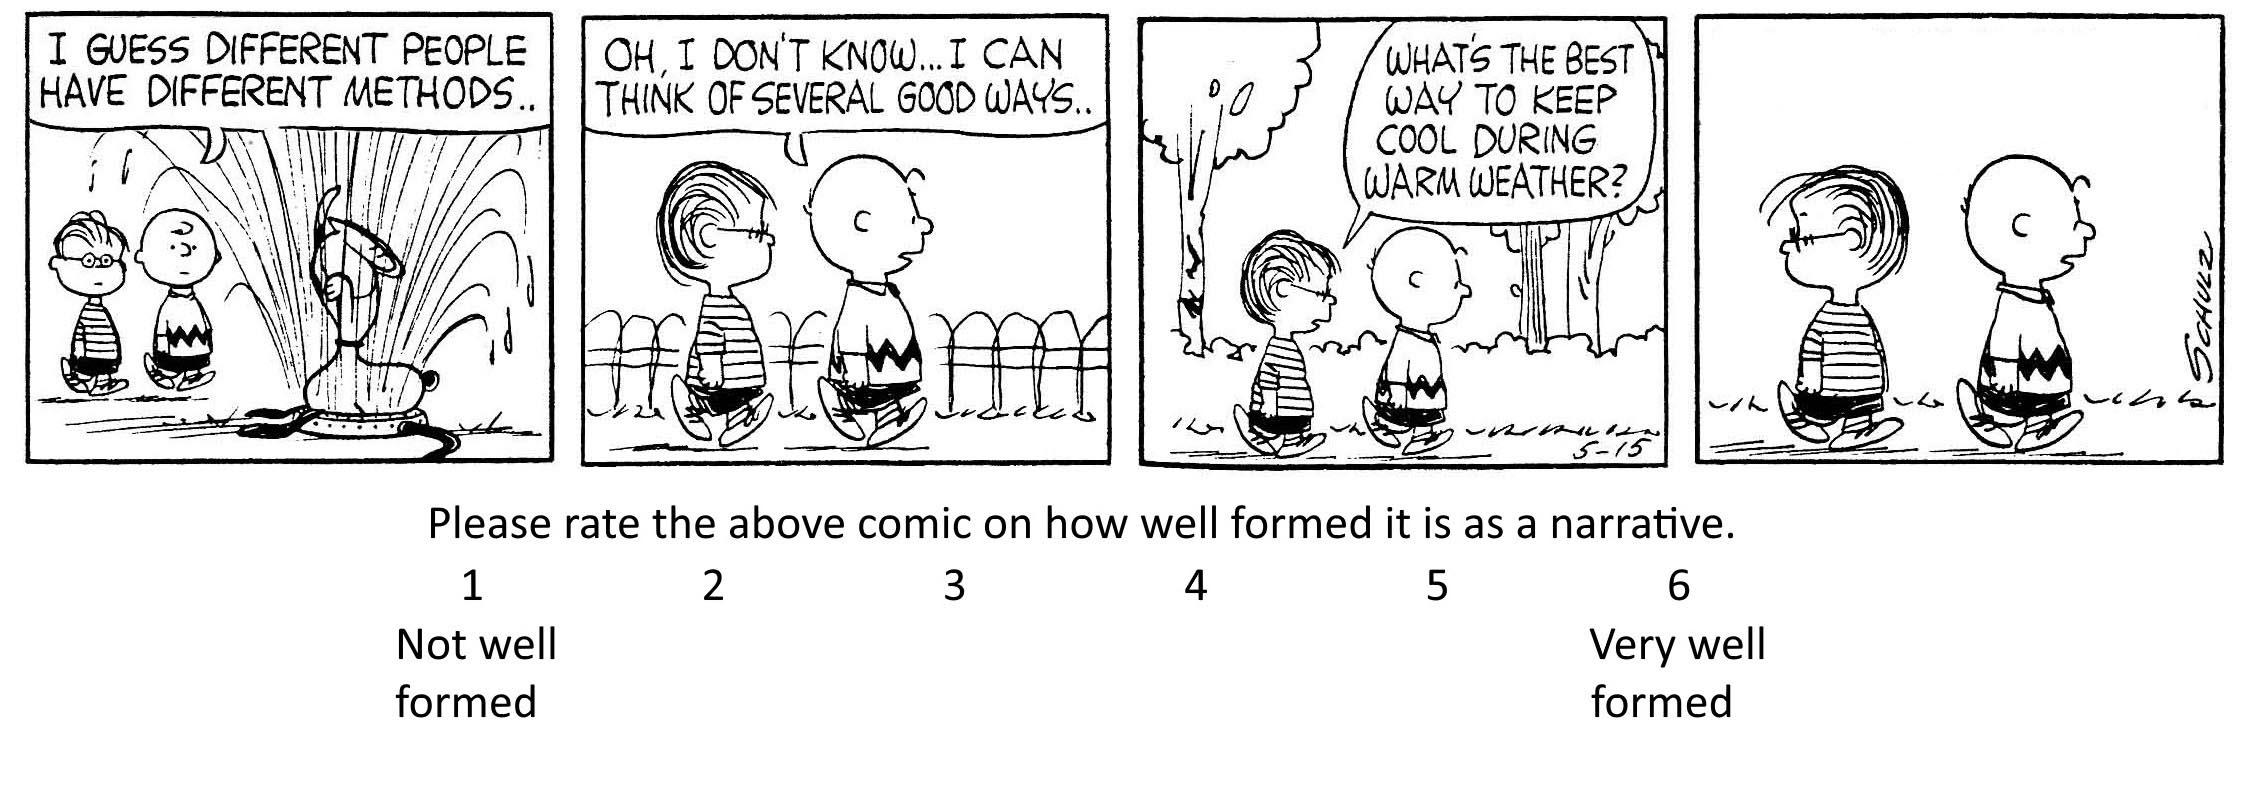 I GUESS DIFFERENT PEOPLE
HAVE DIFFERENT METHODS..
OH, I DON'T KNOW...I CAN
THINK OF SEVERAL GOOD WAYS..
WHAT'S THE BEST
WAY TO KEEP
COOL DURING
WARM WEATHER?
5-15
SCHULZ
Please rate the above comic on how well formed it is as a narrative.
1 2 3 4 5 6
Not well
formed
Very well
formed